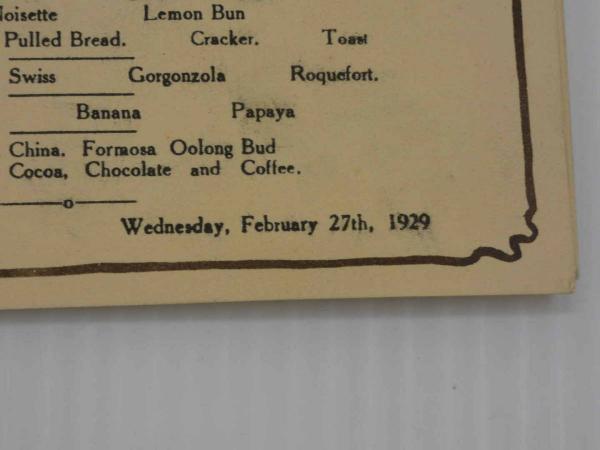 Noisette Lemon Bun
Pulled Bread. Cracker. Toast
Swiss Gorgonzola Roquefort.
Banana Papaya
China. Formosa Oolong Bud
Cocoa, Chocolate and Coffee.
Wednesday, February 27th, 1929